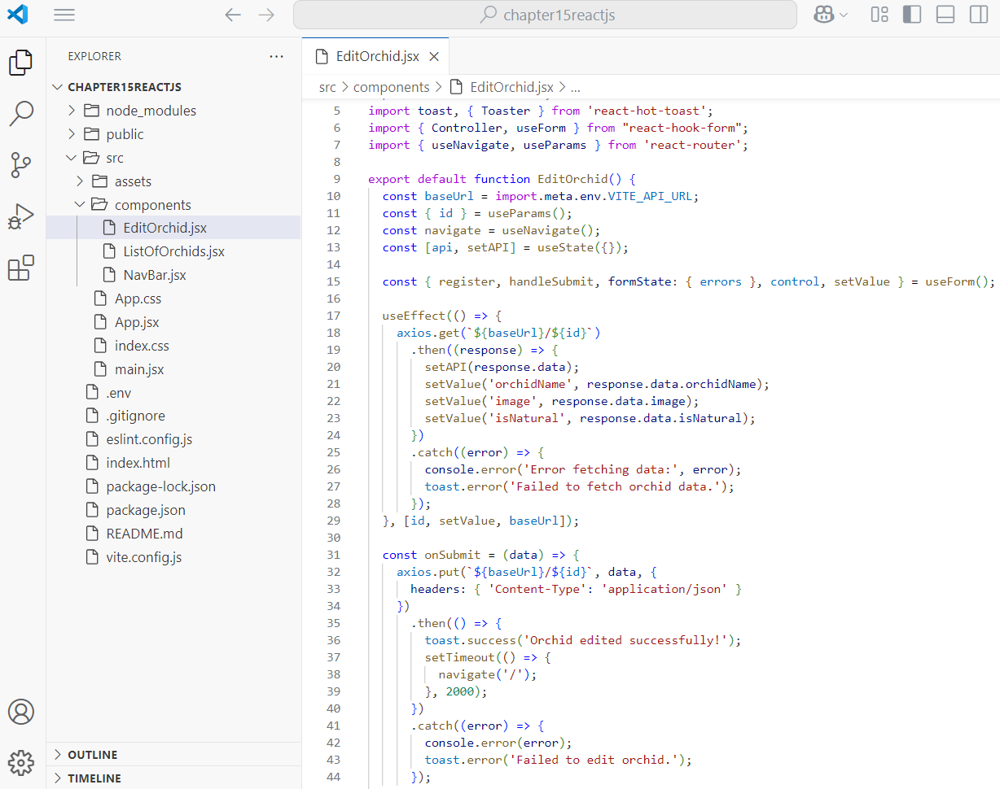 chapter15reactjs
EXPLORER
CHAPTER15REACTJS
node_modules
public
src
assets
components
EditOrchid.jsx
ListOfOrchids.jsx
NavBar.jsx
App.css
App.jsx
index.css
main.jsx
.env
.gitignore
eslint.config.js
index.html
package-lock.json
package.json
README.md
vite.config.js
OUTLINE
TIMELINE
EditOrchid.jsx
src > components > EditOrchid.jsx > ...
5 import toast, { Toaster } from 'react-hot-toast';
6 import { Controller, useForm } from "react-hook-form";
7 import { useNavigate, useParams } from 'react-router';
8
9 export default function EditOrchid() {
10 const baseUrl = import.meta.env.VITE_API_URL;
11 const { id } = useParams();
12 const navigate = useNavigate();
13 const [api, setAPI] = useState({});
14
15 const { register, handleSubmit, formState: { errors }, control, setValue } = useForm();
16
17 useEffect(() => {
18 axios.get(`${baseUrl}/${id}`)
19 .then((response) => {
20 setAPI(response.data);
21 setValue('orchidName', response.data.orchidName);
22 setValue('image', response.data.image);
23 setValue('isNatural', response.data.isNatural);
24 })
25 .catch((error) => {
26 console.error('Error fetching data:', error);
27 toast.error('Failed to fetch orchid data.');
28 });
29 }, [id, setValue, baseUrl]);
30
31 const onSubmit = (data) => {
32 axios.put(`${baseUrl}/${id}`, data, {
33 headers: { 'Content-Type': 'application/json' }
34 })
35 .then(() => {
36 toast.success('Orchid edited successfully!');
37 setTimeout(() => {
38 navigate('/');
39 }, 2000);
40 })
41 .catch((error) => {
42 console.error(error);
43 toast.error('Failed to edit orchid.');
44 });